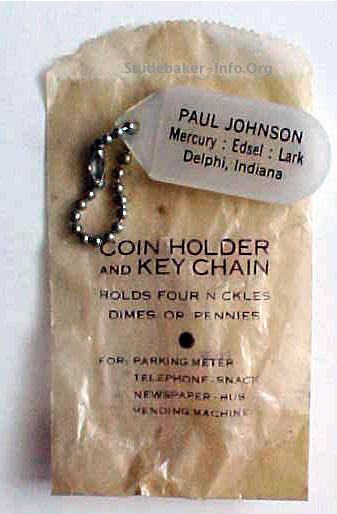 Studebaker-Info.Org
PAUL JOHNSON
Mercury : Edsel : Lark
Delphi, Indiana
COIN HOLDER
AND KEY CHAIN
HOLDS FOUR NICKLES
DIMES OR PENNIES
FOR: PARKING METER
TELEPHONE-SNACK
NEWSPAPER-BUS
VENDING MACHINE